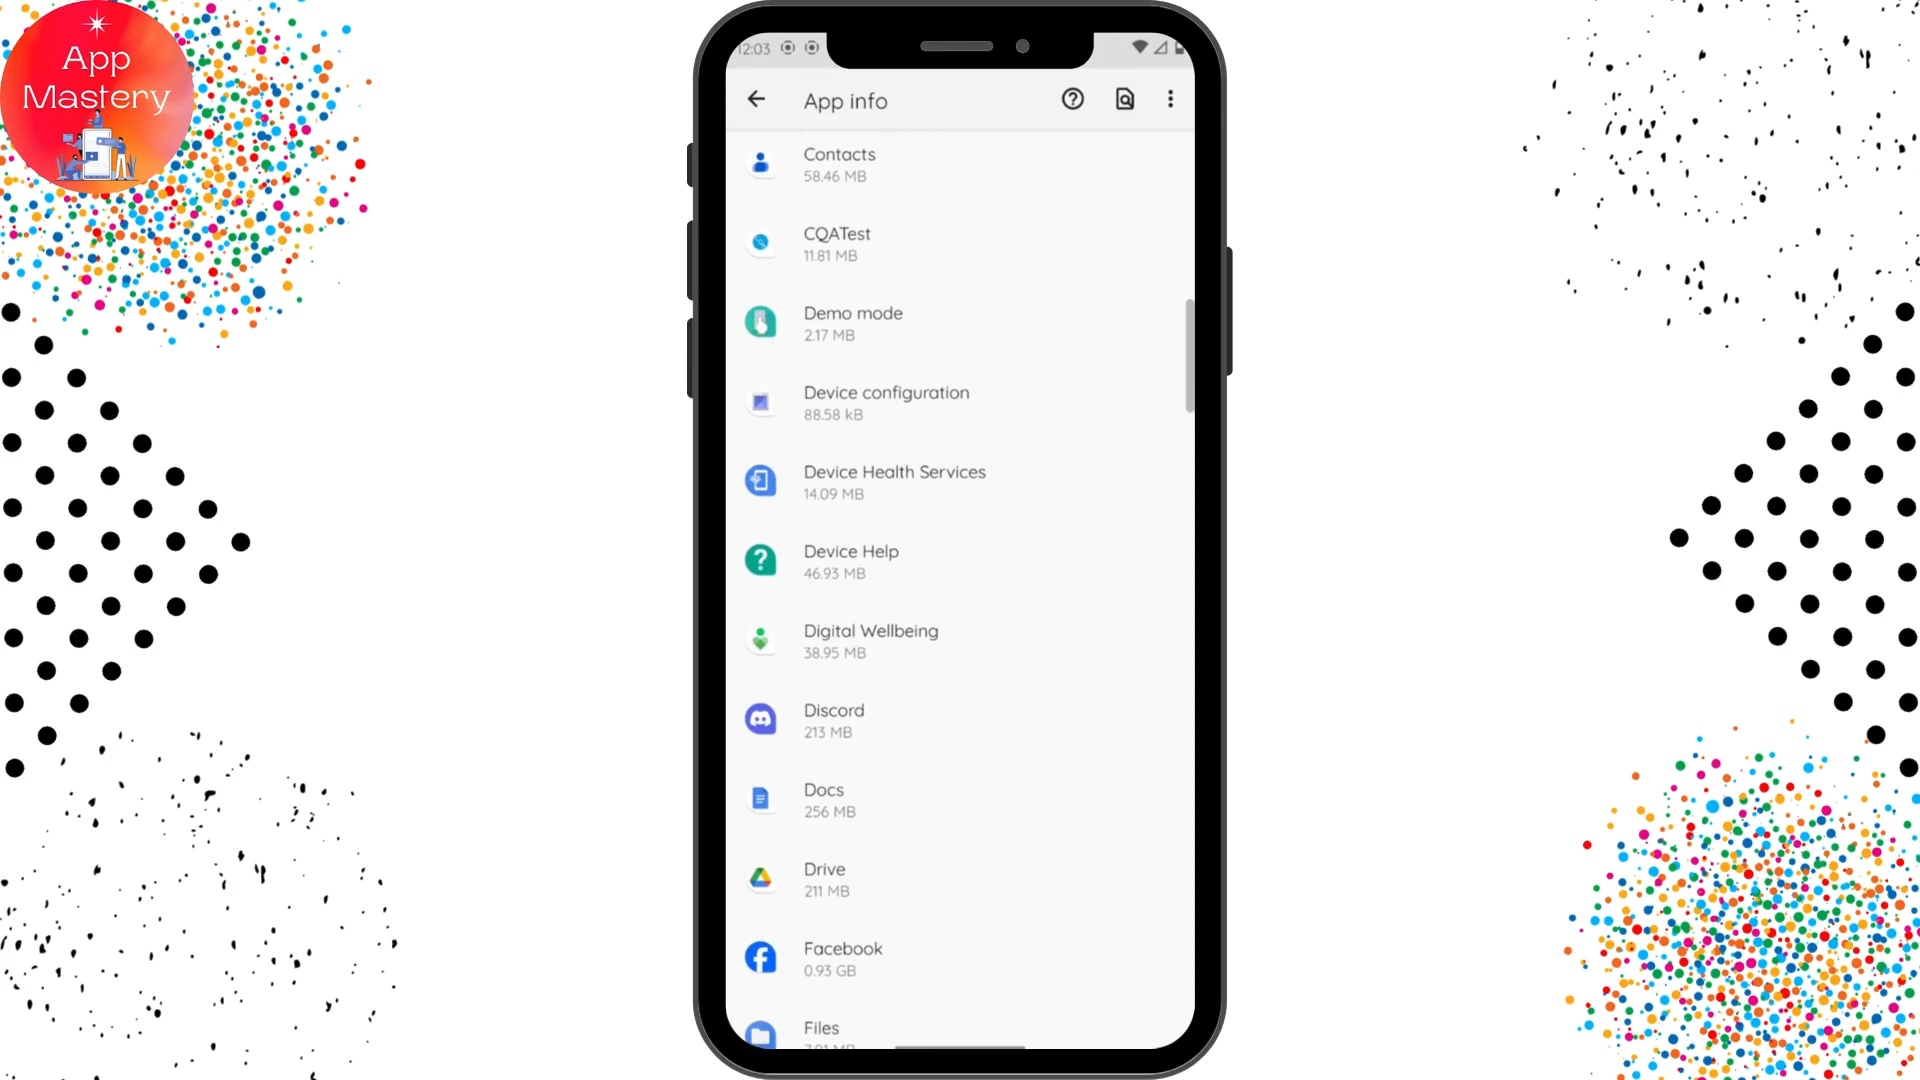 App
Mastery
12:03
App info
Contacts
58.46 MB
CQATest
11.81 MB
Demo mode
2.17 MB
Device configuration
88.58 kB
Device Health Services
14.09 MB
Device Help
46.93 MB
Digital Wellbeing
38.95 MB
Discord
213 MB
Docs
256 MB
Drive
211 MB
Facebook
0.93 GB
Files